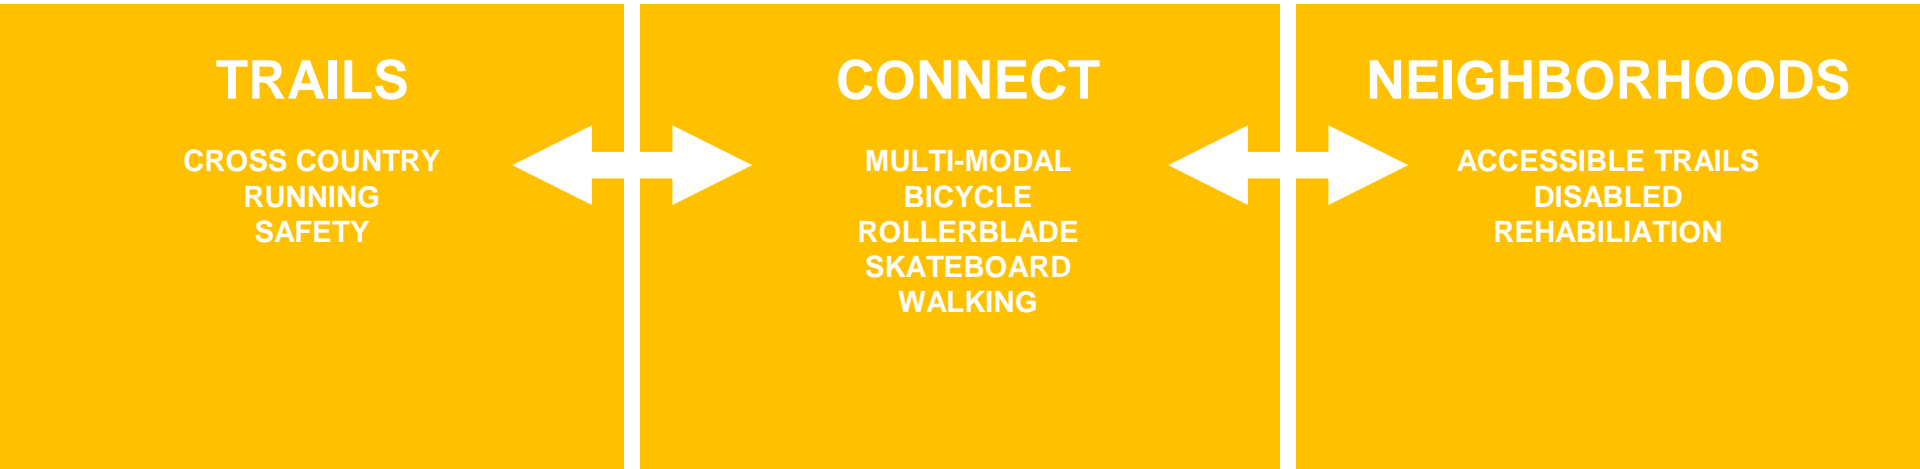 TRAILS
CROSS COUNTRY
RUNNING
SAFETY
CONNECT
MULTI-MODAL
BICYCLE
ROLLERBLADE
SKATEBOARD
WALKING
NEIGHBORHOODS
ACCESSIBLE TRAILS
DISABLED
REHABILIATION